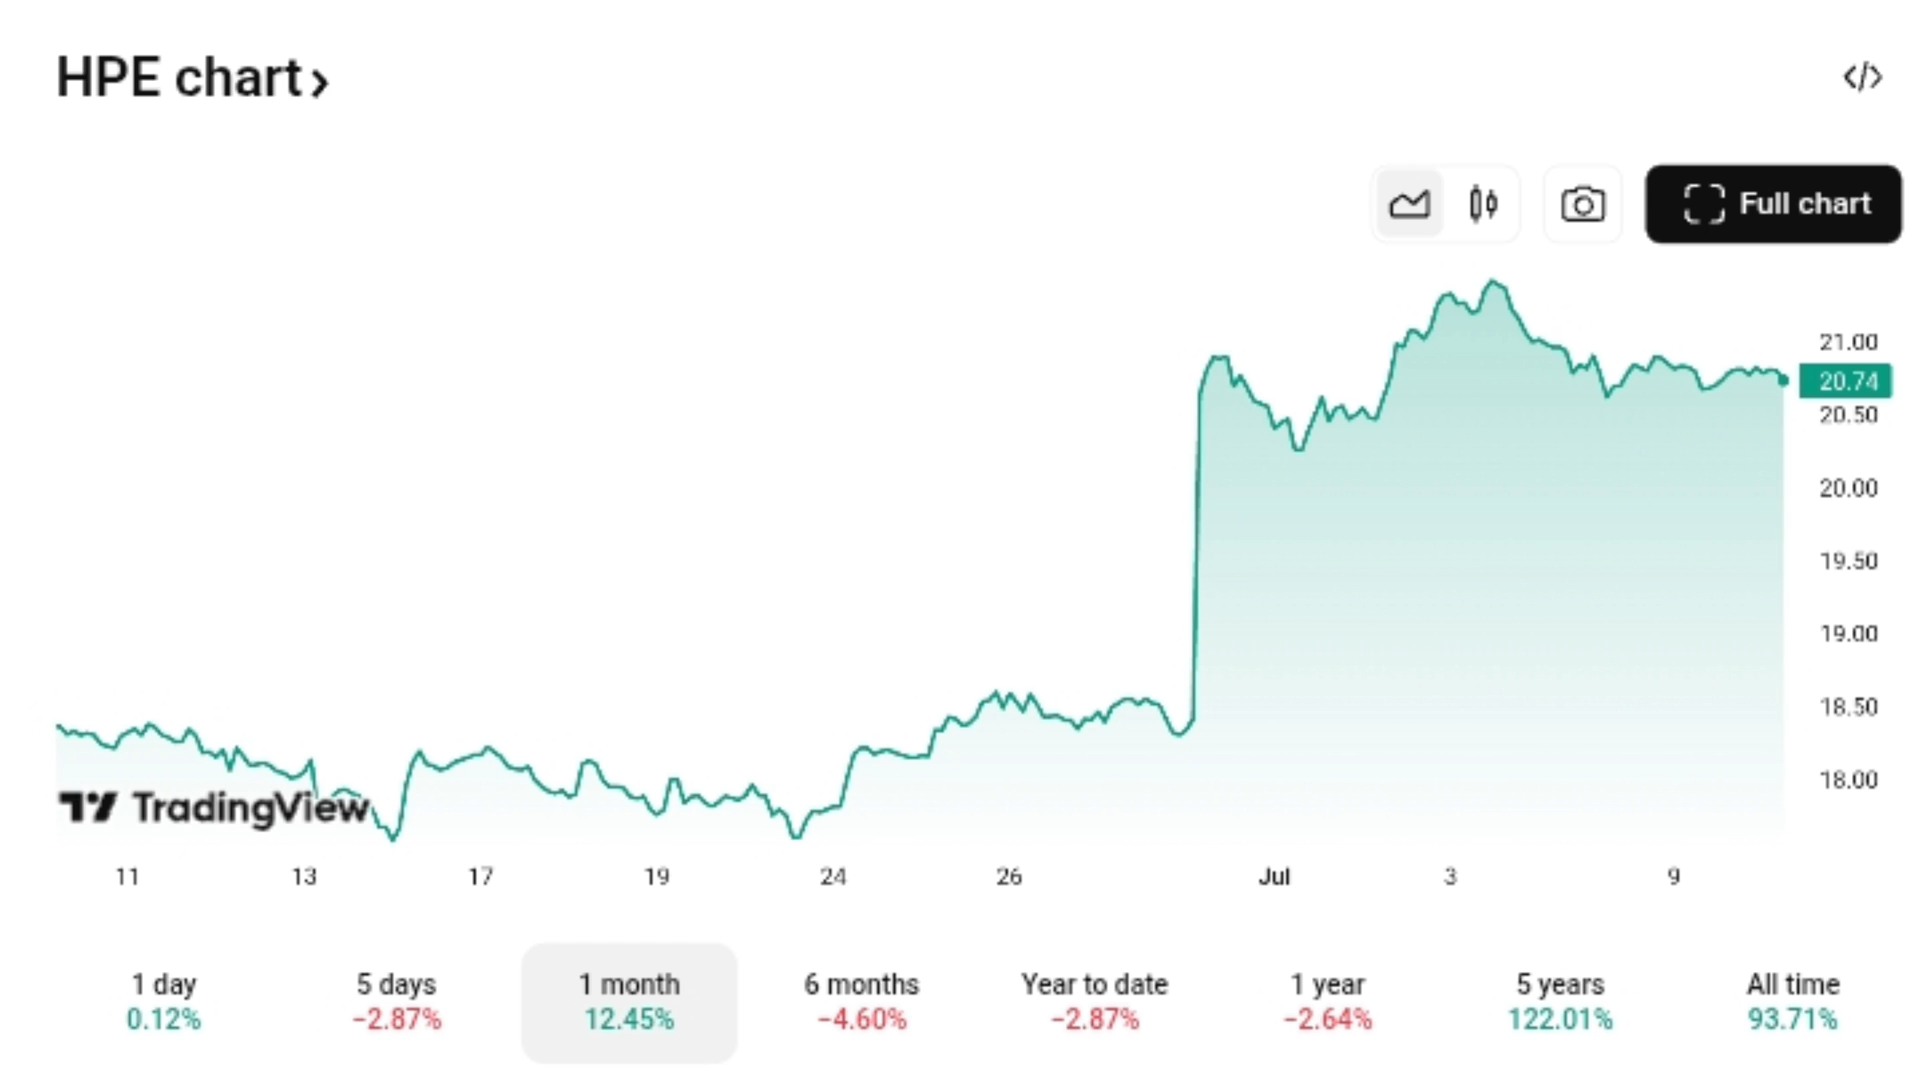 HPE chart›
</>
Full chart
21.00
20.74
20.50
20.00
19.50
19.00
18.50
18.00
TradingView
11 13 17 19 24 26 Jul 3 9
1 day 5 days 1 month 6 months Year to date 1 year 5 years All time
0.12% −2.87% 12.45% −4.60% −2.87% −2.64% 122.01% 93.71%